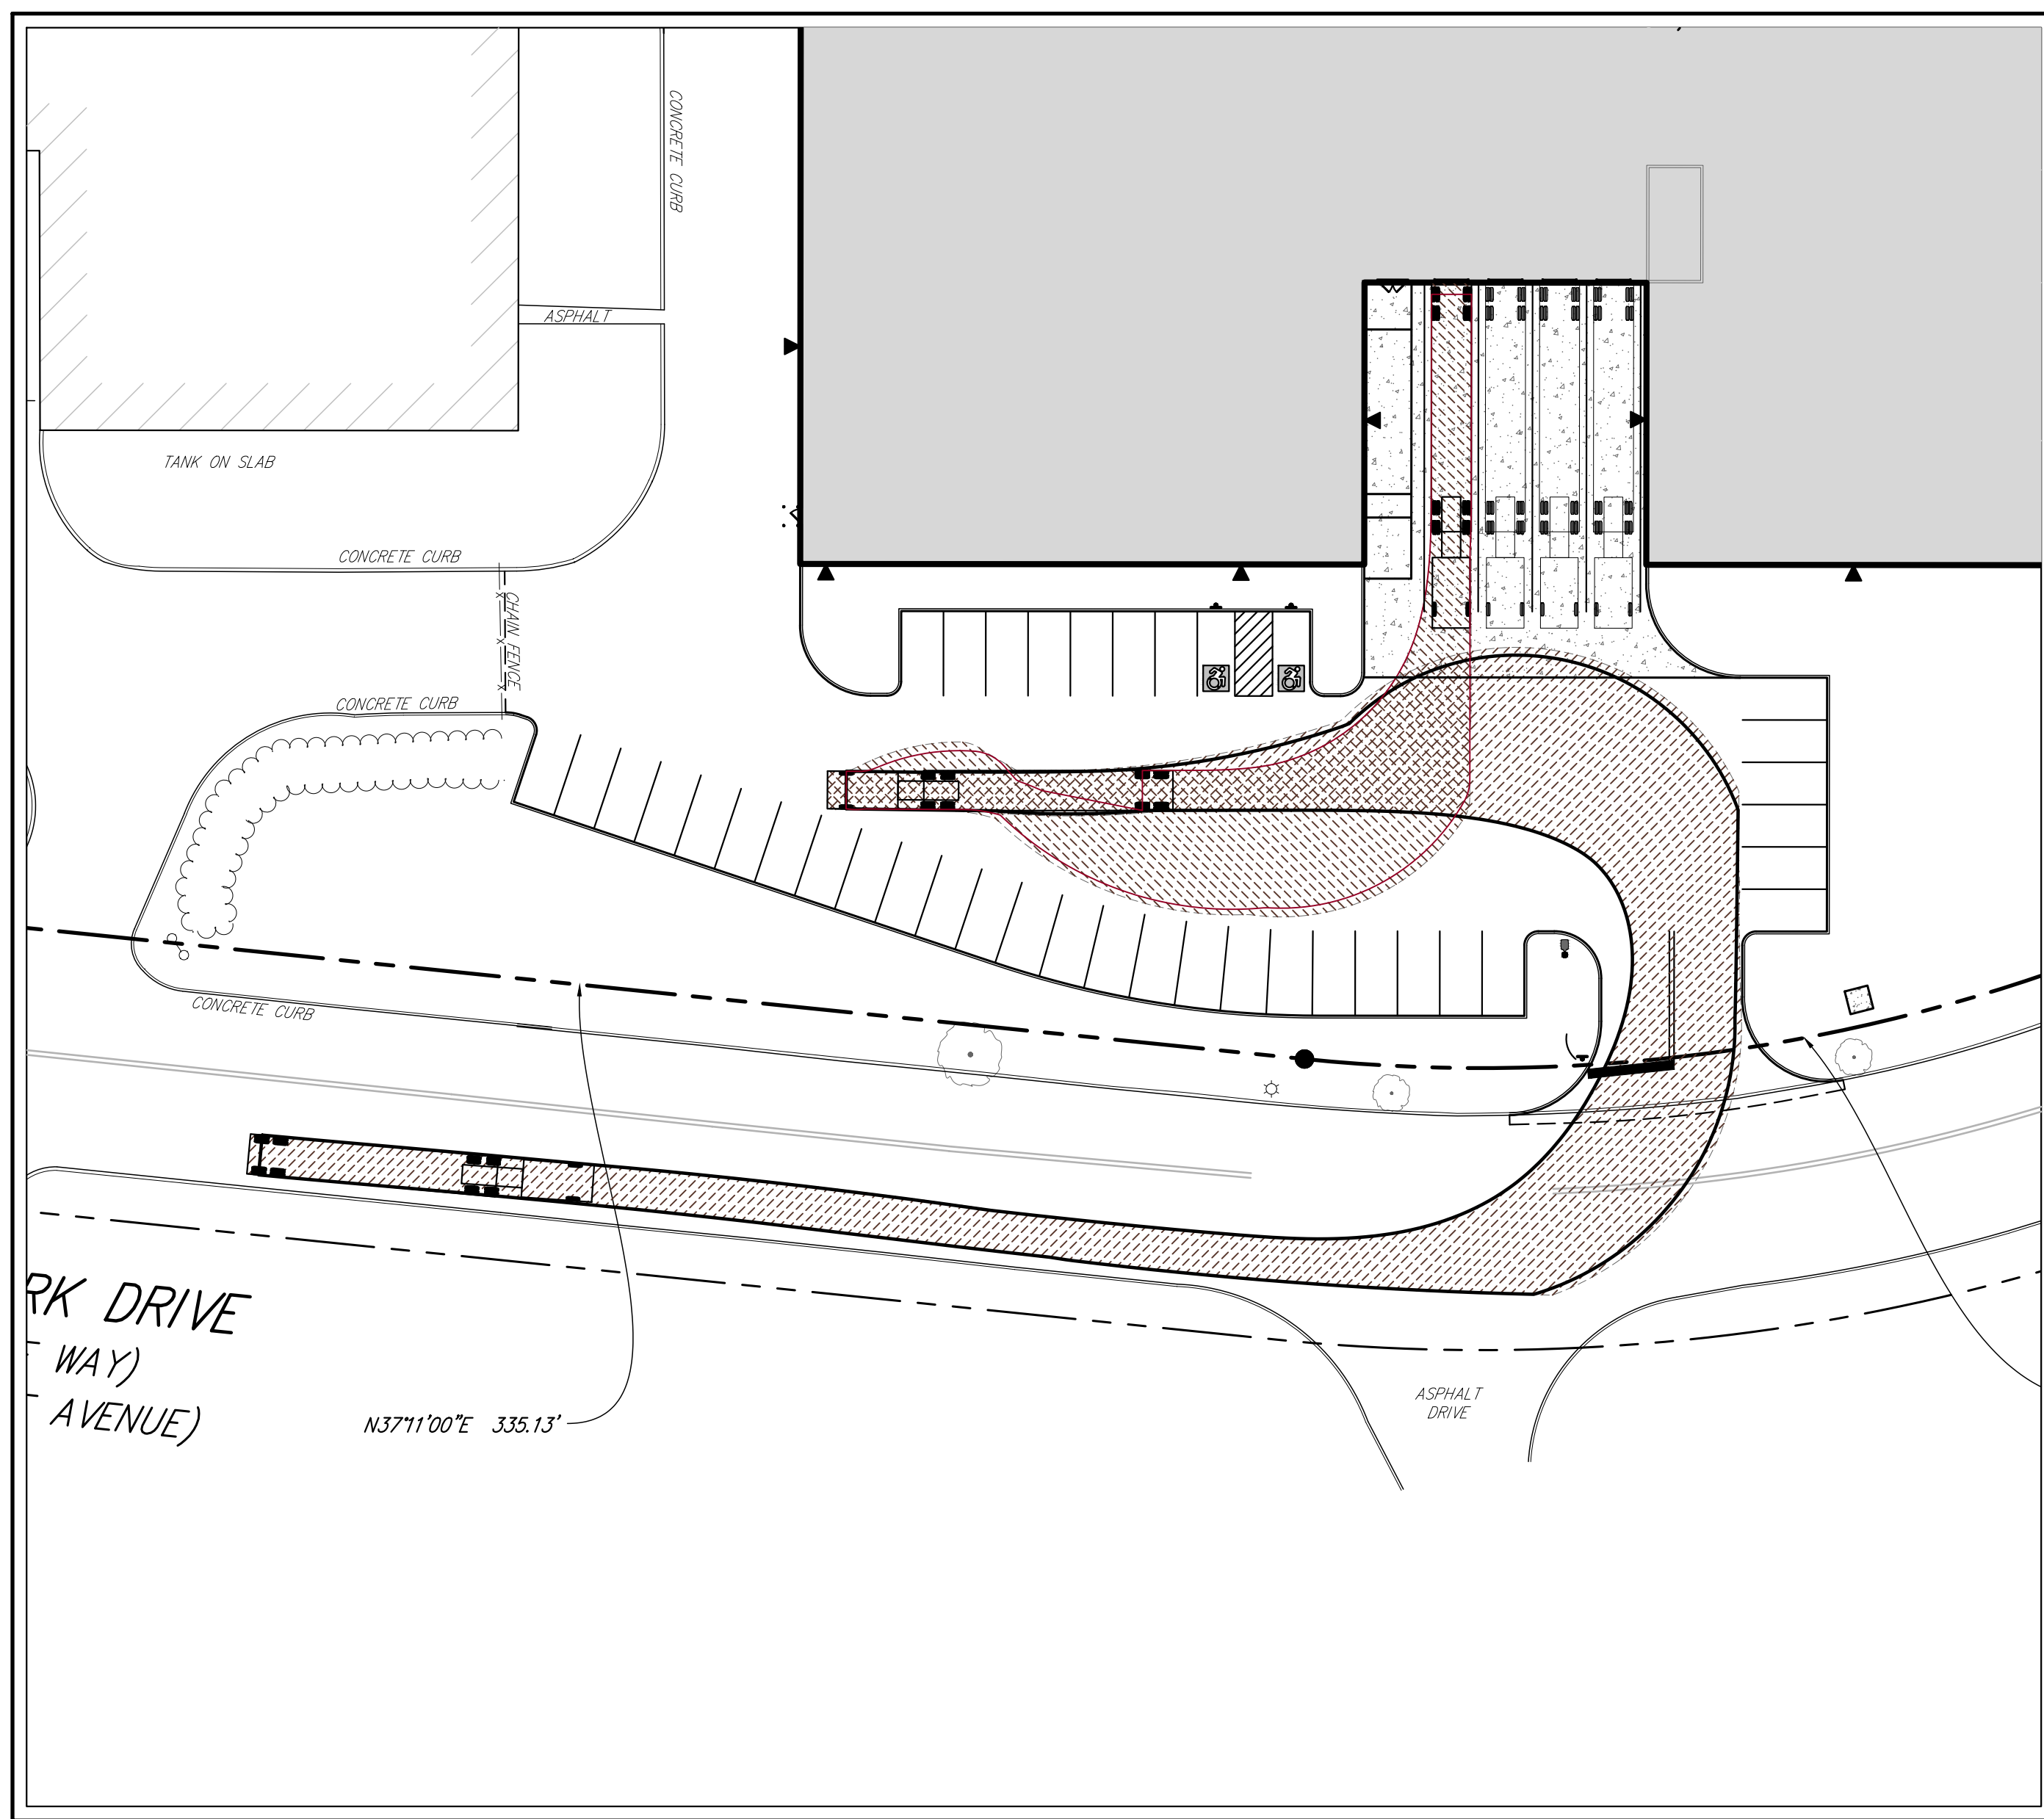 CONCRETE CURB
ASPHALT
TANK ON SLAB
CONCRETE CURB
CHAIN FENCE
X
X
X
CONCRETE CURB
CONCRETE CURB
RK DRIVE
WAY)
AVENUE)
N37°11'00"E 335.13'
ASPHALT
DRIVE